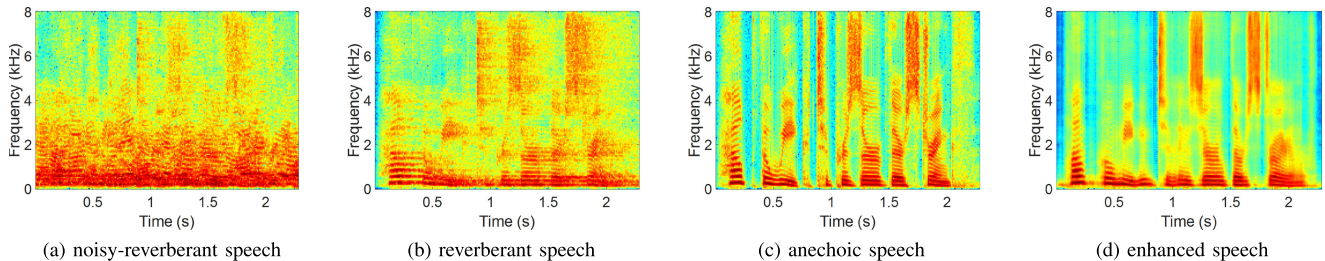 8
6
4
2
0
Frequency (kHz)
0.5 1 1.5 2
Time (s)
(a) noisy-reverberant speech
8
6
4
2
0
Frequency (kHz)
0.5 1 1.5 2
Time (s)
(b) reverberant speech
8
6
4
2
0
Frequency (kHz)
0.5 1 1.5 2
Time (s)
(c) anechoic speech
8
6
4
2
0
Frequency (kHz)
0.5 1 1.5 2
Time (s)
(d) enhanced speech